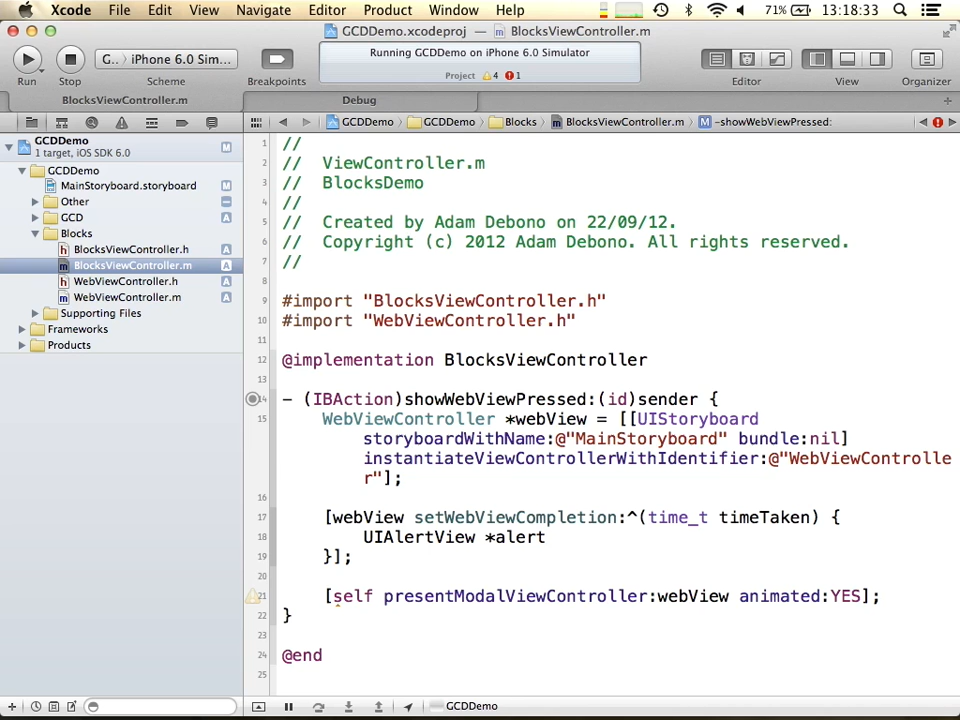 Xcode File Edit View Navigate Editor Product Window Help 71% 13:18:33
GCDDemo.xcodeproj — BlocksViewController.m
G.. › iPhone 6.0 Sim...
Running GCDDemo on iPhone 6.0 Simulator
Project 4 1
Run Stop Scheme Breakpoints Editor View Organizer
BlocksViewController.m Debug
GCDDemo GCDDemo Blocks BlocksViewController.m M -showWebViewPressed:
GCDDemo M
1 target, iOS SDK 6.0
GCDDemo
MainStoryboard.storyboard M
Other
GCD A
Blocks
h BlocksViewController.h A
m BlocksViewController.m A
h WebViewController.h A
m WebViewController.m A
Supporting Files
Frameworks
Products
1 //
2 // ViewController.m
3 // BlocksDemo
4 //
5 // Created by Adam Debono on 22/09/12.
6 // Copyright (c) 2012 Adam Debono. All rights reserved.
7 //
8
9 #import "BlocksViewController.h"
10 #import "WebViewController.h"
11
12 @implementation BlocksViewController
13
14 - (IBAction)showWebViewPressed:(id)sender {
15 WebViewController *webView = [[UIStoryboard
storyboardWithName:@"MainStoryboard" bundle:nil]
instantiateViewControllerWithIdentifier:@"WebViewControlle
r"];
16
17 [webView setWebViewCompletion:^(time_t timeTaken) {
18 UIAlertView *alert
19 }];
20
21 [self presentModalViewController:webView animated:YES];
22 }
23
24 @end
25
GCDDemo